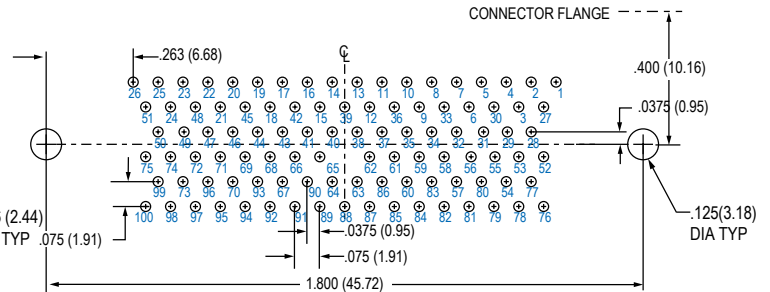 CONNECTOR FLANGE
.263 (6.68)
CL
.400 (10.16)
26 25 23 22 20 19 17 16 14 13 11 10 8 7 5 4 2 1
.0375 (0.95)
51 24 48 21 45 18 42 15 39 12 36 9 33 6 30 3 27
50 49 47 46 44 43 41 40 38 37 35 34 32 31 29 28
75 74 72 71 69 68 66 65 62 61 59 58 56 55 53 52
99 73 96 70 93 67 90 64 63 86 60 83 57 80 54 77
100 98 97 95 94 92 91 89 88 87 85 84 82 81 79 78 76
(2.44)
TYP .075 (1.91)
.0375 (0.95)
.125(3.18)
DIA TYP
.075 (1.91)
1.800 (45.72)